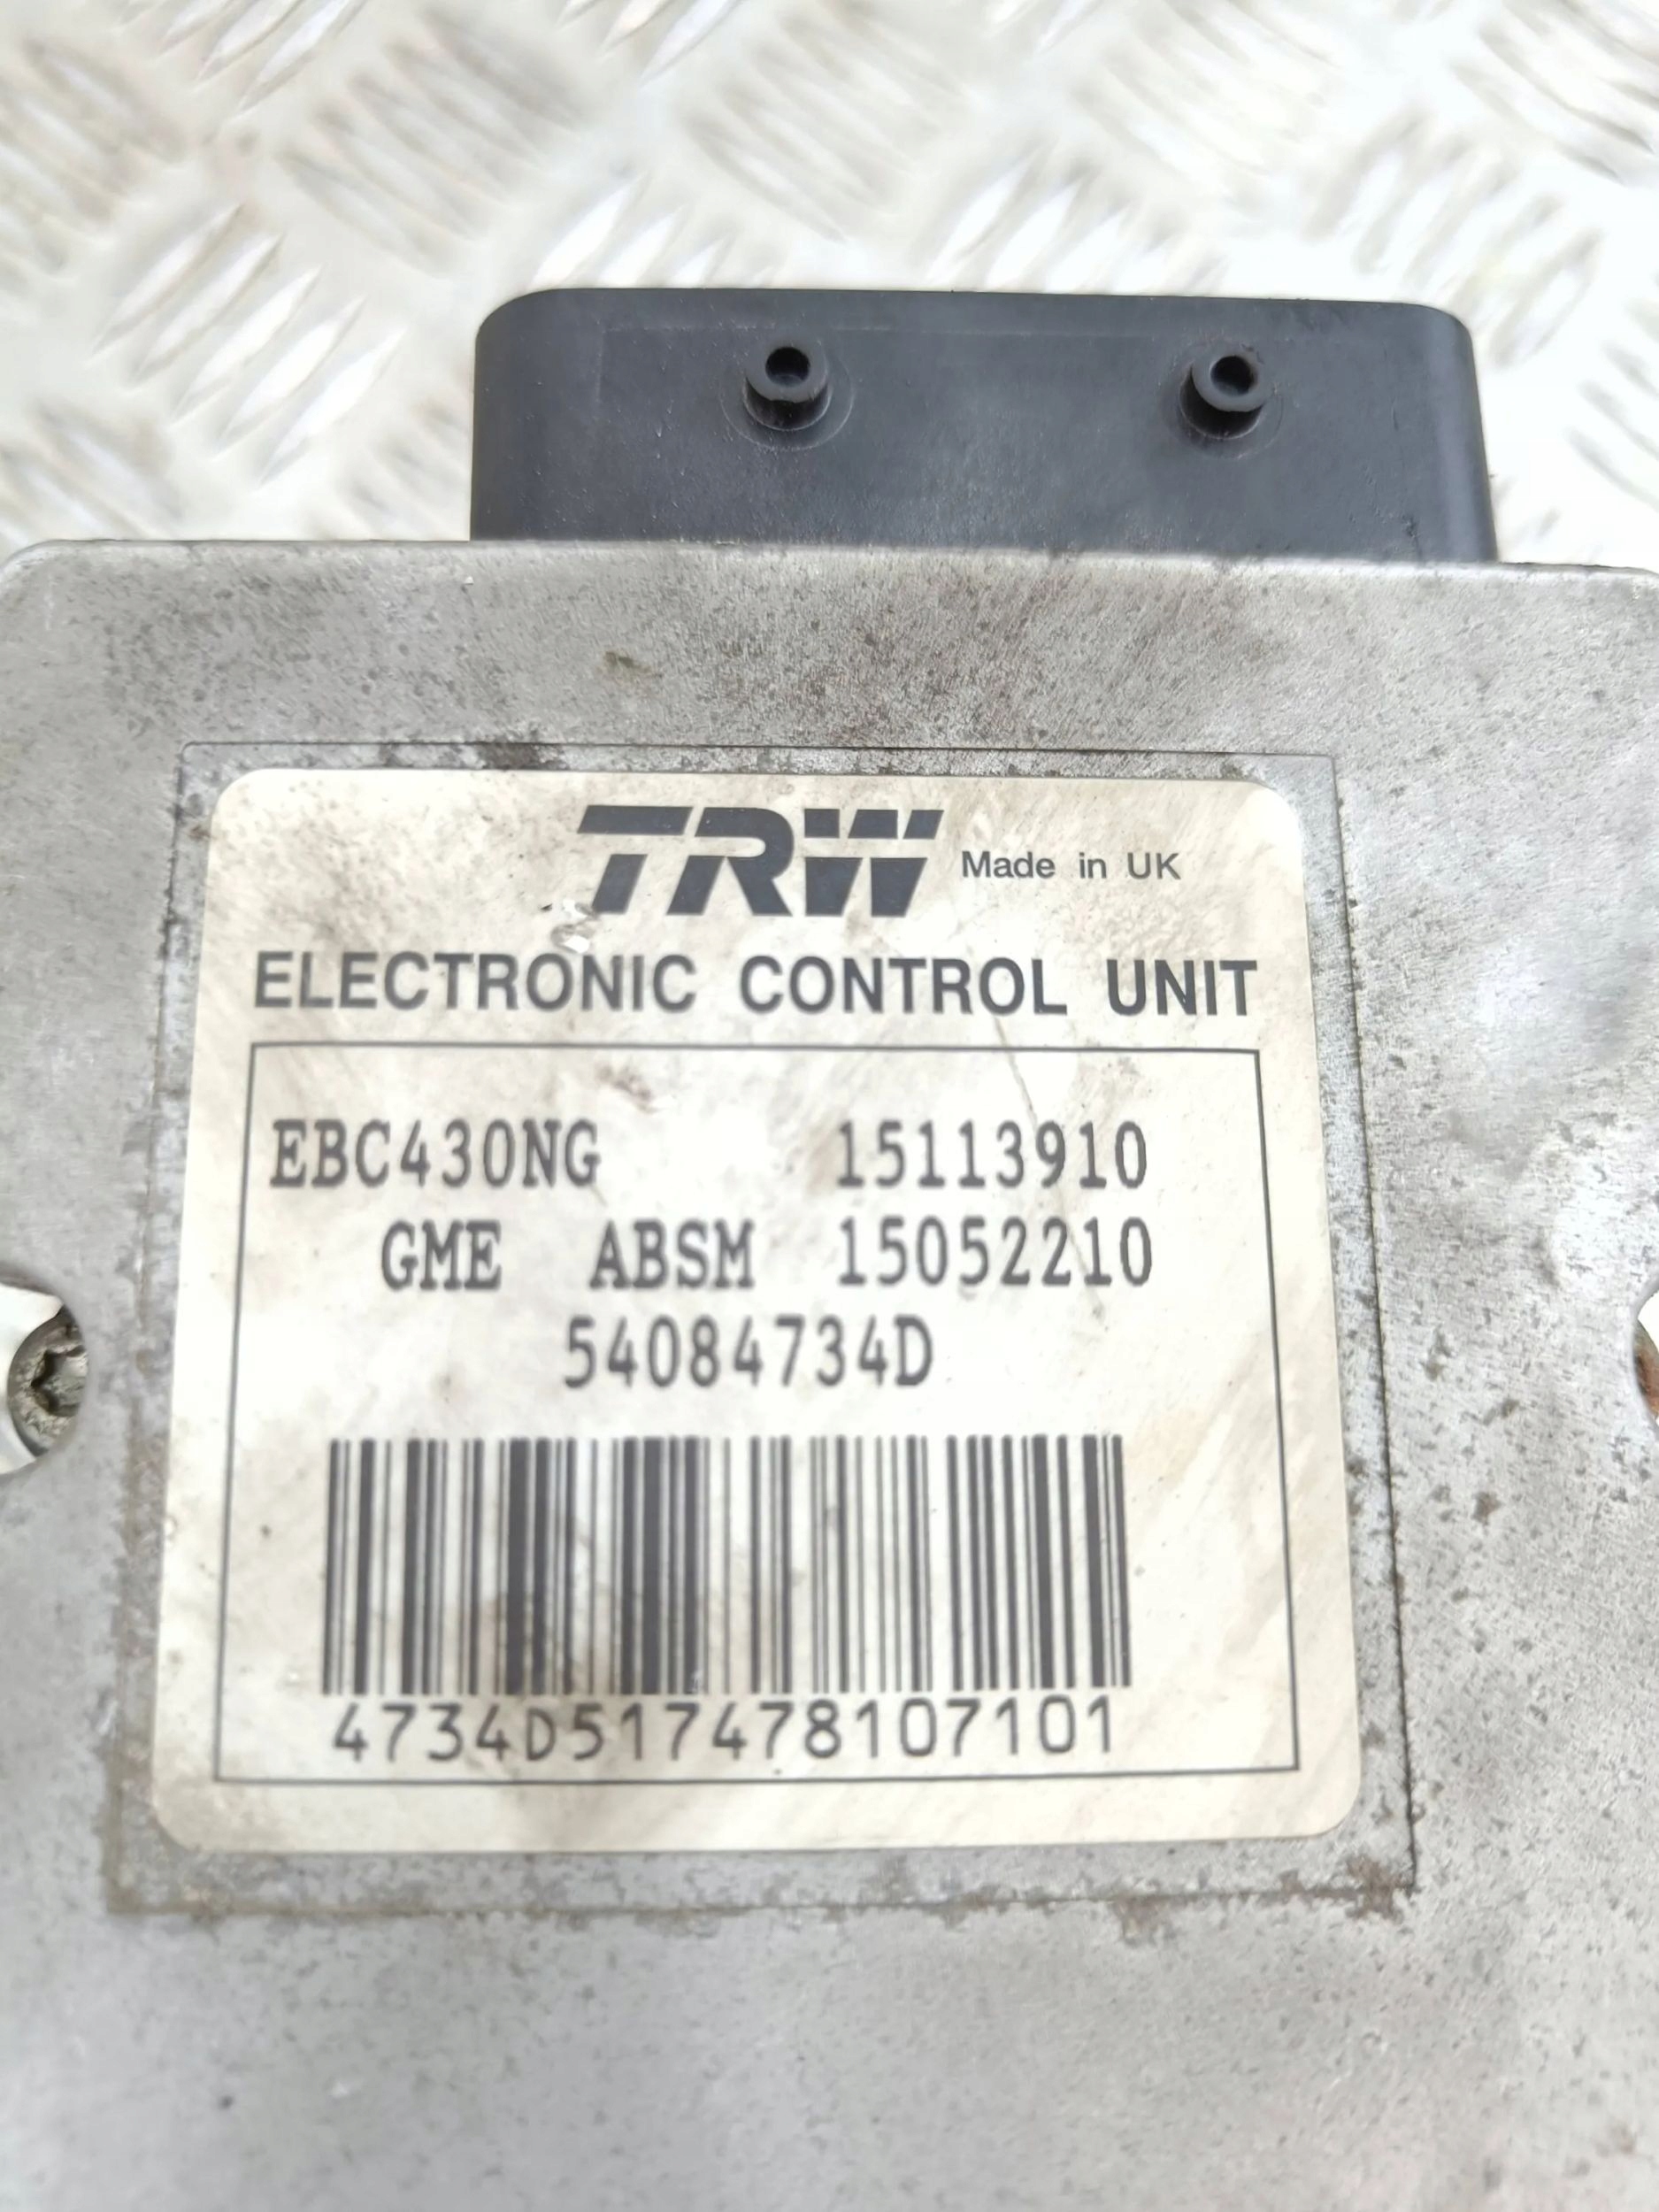 TRW Made in UK
ELECTRONIC CONTROL UNIT
EBC430NG 15113910
GME ABSM 15052210
54084734D
4734D517478107101